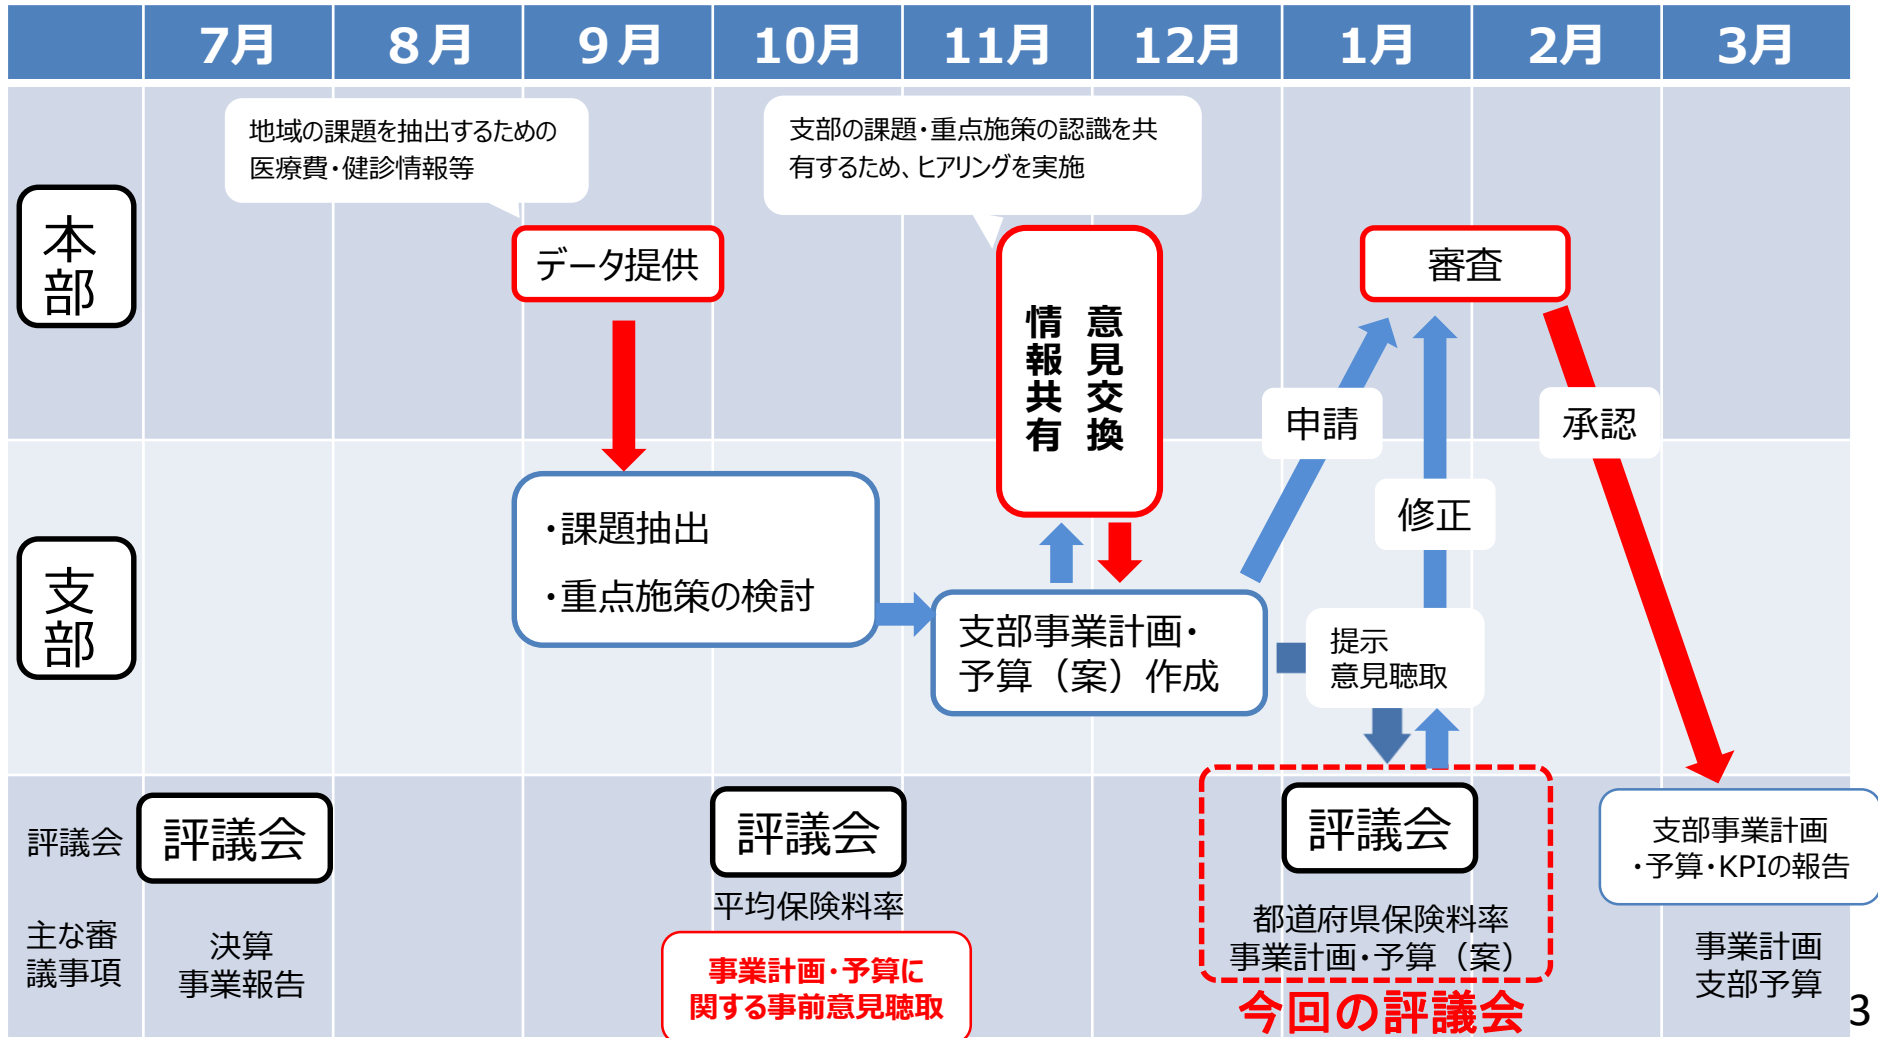 7月
8月
9月
10月
11月
12月
1月
2月
3月
本部
地域の課題を抽出するための
医療費・健診情報等
支部の課題・重点施策の認識を共
有するため、ヒアリングを実施
データ提供
意見交換
情報共有
審査
申請
承認
修正
支部
・課題抽出
・重点施策の検討
支部事業計画・
予算（案）作成
提示
意見聴取
評議会
主な審
議事項
評議会
決算
事業報告
評議会
平均保険料率
事業計画・予算に
関する事前意見聴取
評議会
都道府県保険料率
事業計画・予算（案）
今回の評議会
支部事業計画
・予算・KPIの報告
事業計画
支部予算
3